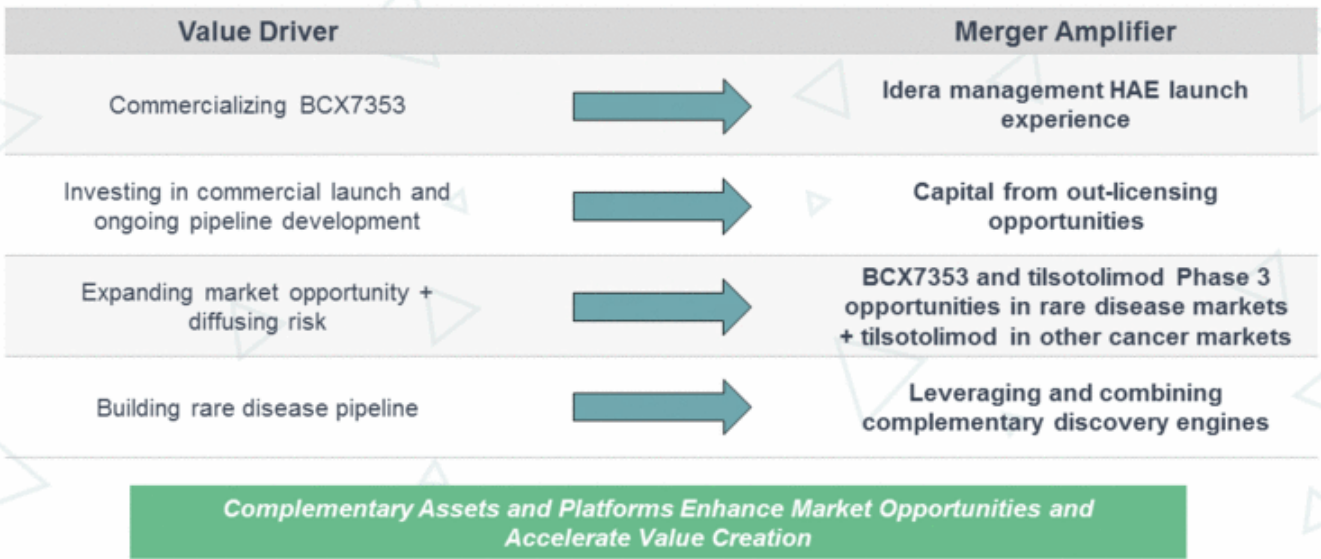 Value Driver
Merger Amplifier
Commercializing BCX7353
Idera management HAE launch
experience
Investing in commercial launch and
ongoing pipeline development
Capital from out-licensing
opportunities
Expanding market opportunity +
diffusing risk
BCX7353 and tilsotolimod Phase 3
opportunities in rare disease markets
+ tilsotolimod in other cancer markets
Building rare disease pipeline
Leveraging and combining
complementary discovery engines
Complementary Assets and Platforms Enhance Market Opportunities and
Accelerate Value Creation